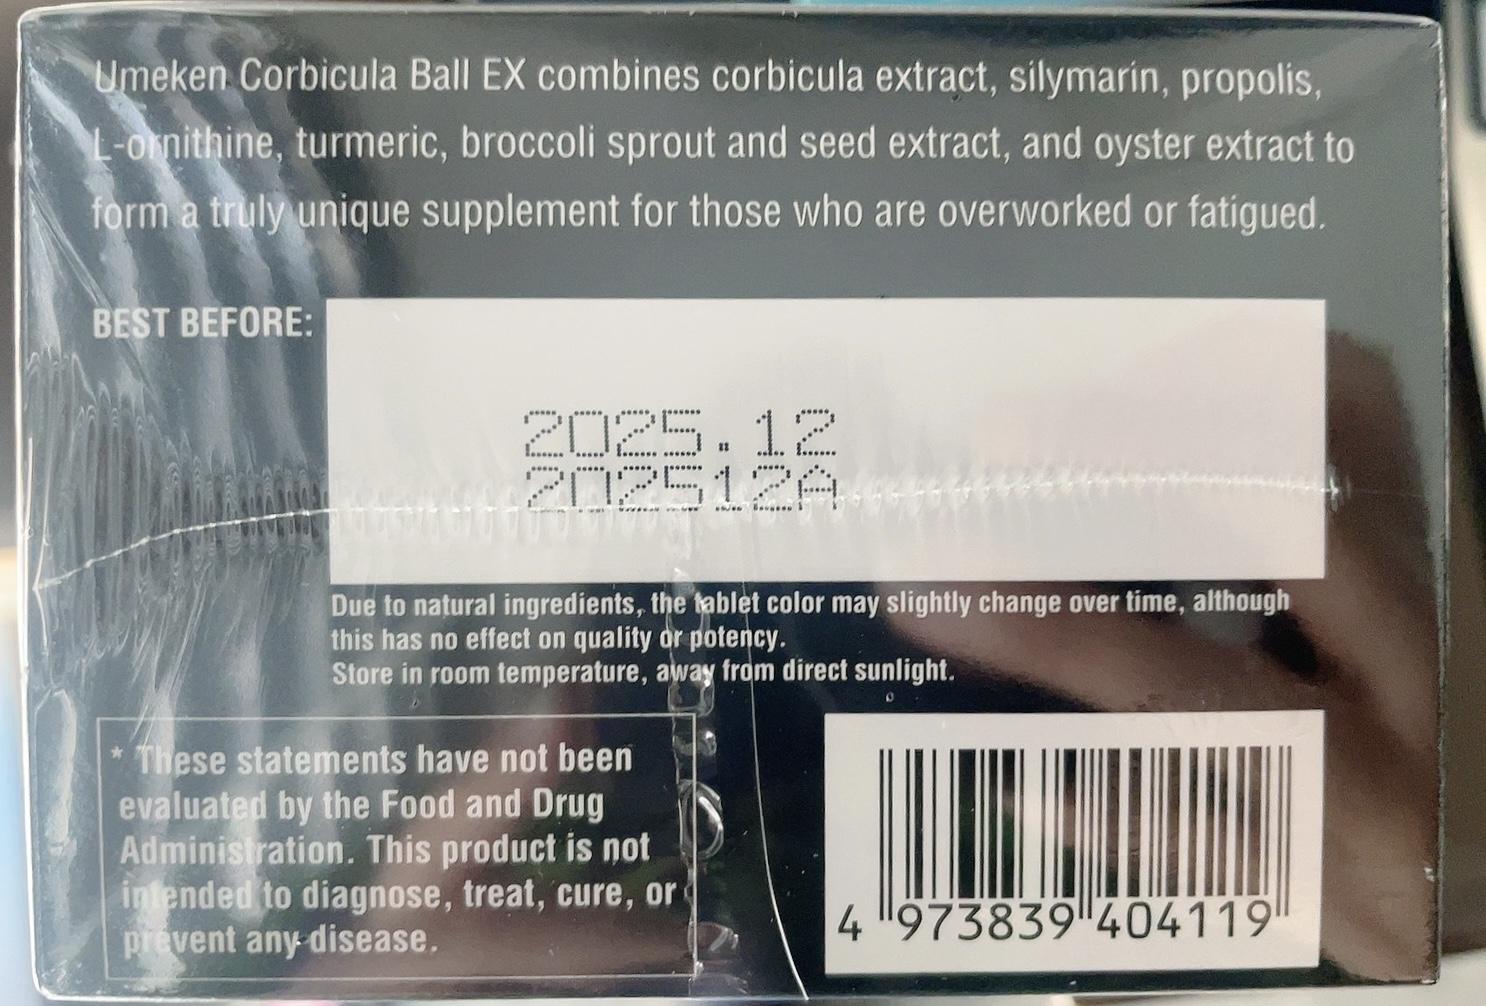 Umeken Corbicula Ball EX combines corbicula extract, silymarin, propolis,
L-ornithine, turmeric, broccoli sprout and seed extract, and oyster extract to
form a truly unique supplement for those who are overworked or fatigued.
BEST BEFORE:
2025.12
202512A
Due to natural ingredients, the tablet color may slightly change over time, although
this has no effect on quality or potency.
Store in room temperature, away from direct sunlight.
* These statements have not been
evaluated by the Food and Drug
Administration. This product is not
intended to diagnose, treat, cure, or
prevent any disease.
4 973839 404119